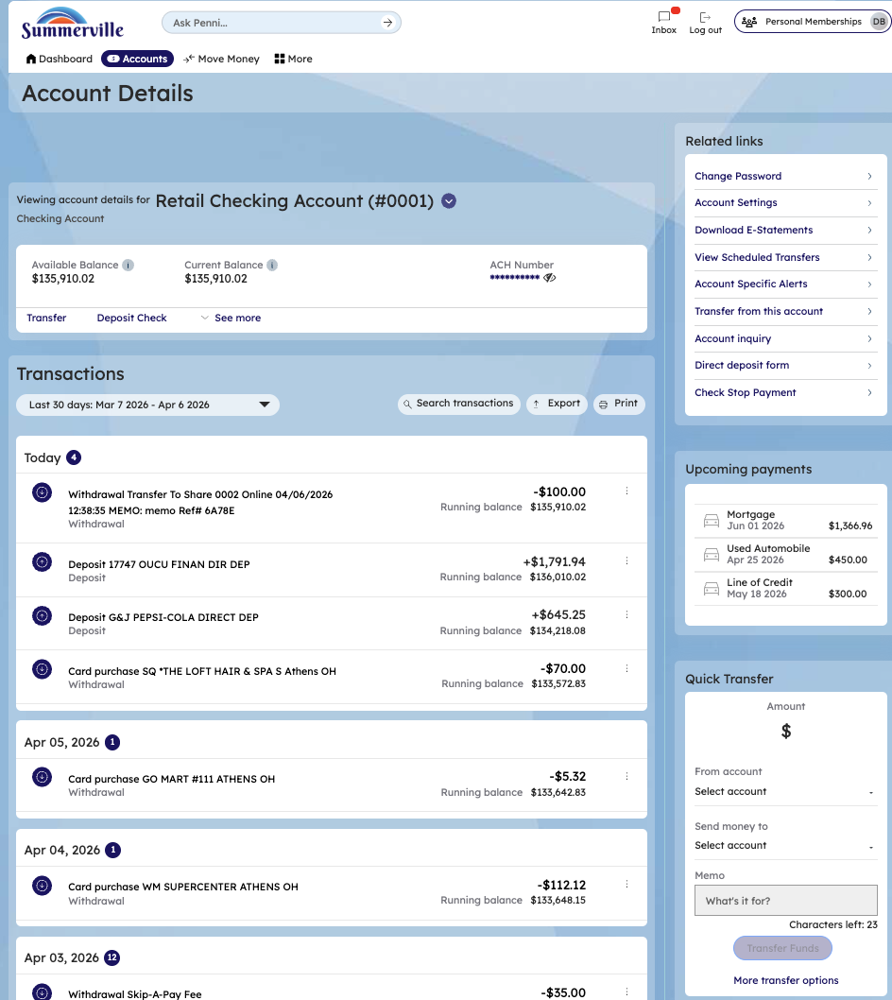 Summerville
Ask Penni...
Inbox
Log out
Personal Memberships DB
Dashboard
Accounts
Move Money
More
Account Details
Viewing account details for Retail Checking Account (#0001)
Checking Account
Available Balance i
$135,910.02
Current Balance i
$135,910.02
ACH Number
**********
Transfer
Deposit Check
See more
Transactions
Last 30 days: Mar 7 2026 - Apr 6 2026
Search transactions
Export
Print
Today 4
Withdrawal Transfer To Share 0002 Online 04/06/2026
12:38:35 MEMO: memo Ref# 6A78E
Withdrawal
-$100.00
Running balance $135,910.02
Deposit 17747 OUCU FINAN DIR DEP
Deposit
+$1,791.94
Running balance $136,010.02
Deposit G&J PEPSI-COLA DIRECT DEP
Deposit
+$645.25
Running balance $134,218.08
Card purchase SQ *THE LOFT HAIR & SPA S Athens OH
Withdrawal
-$70.00
Running balance $133,572.83
Apr 05, 2026 1
Card purchase GO MART #111 ATHENS OH
Withdrawal
-$5.32
Running balance $133,642.83
Apr 04, 2026 1
Card purchase WM SUPERCENTER ATHENS OH
Withdrawal
-$112.12
Running balance $133,648.15
Apr 03, 2026 12
Withdrawal Skip-A-Pay Fee
-$35.00
Related links
Change Password
Account Settings
Download E-Statements
View Scheduled Transfers
Account Specific Alerts
Transfer from this account
Account inquiry
Direct deposit form
Check Stop Payment
Upcoming payments
Mortgage
Jun 01 2026
$1,366.96
Used Automobile
Apr 25 2026
$450.00
Line of Credit
May 18 2026
$300.00
Quick Transfer
Amount
$
From account
Select account
Send money to
Select account
Memo
What's it for?
Characters left: 23
Transfer Funds
More transfer options